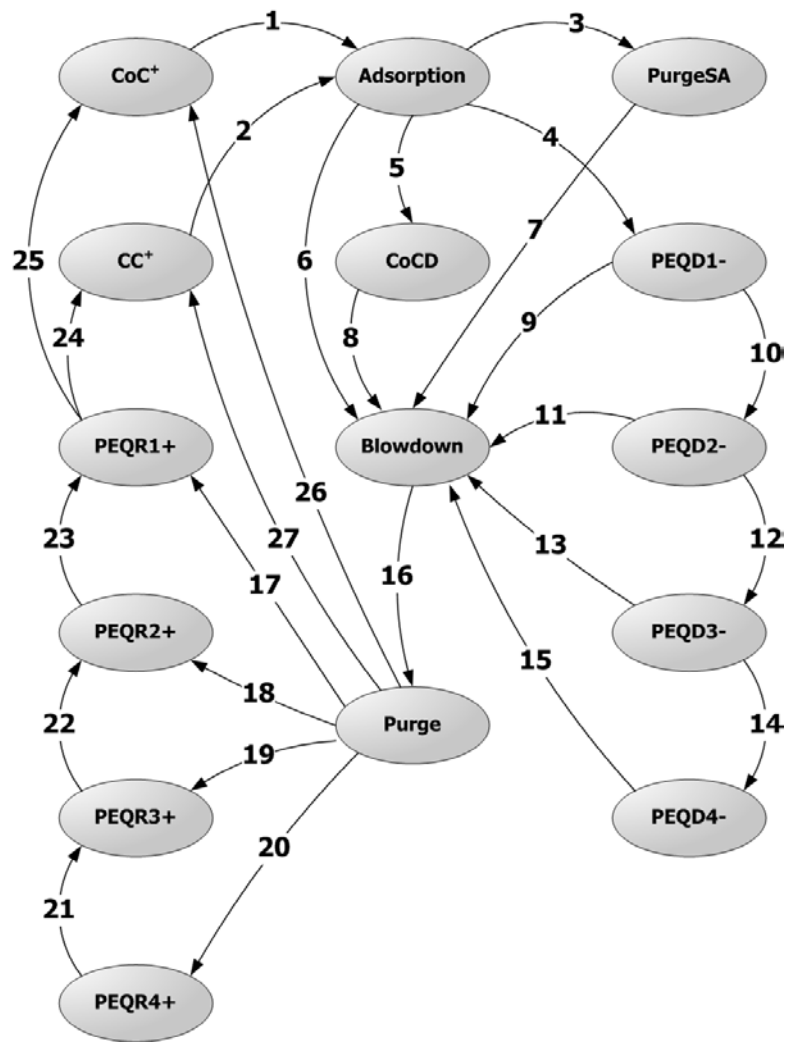 1
3
CoC⁺
Adsorption
PurgeSA
2
5
4
25
CC⁺
6
CoCD
7
PEQD1-
24
8
9
10
PEQR1+
Blowdown
11
PEQD2-
26
23
27
16
13
12
17
PEQR2+
18
15
PEQD3-
22
19
Purge
14
PEQR3+
20
PEQD4-
21
PEQR4+